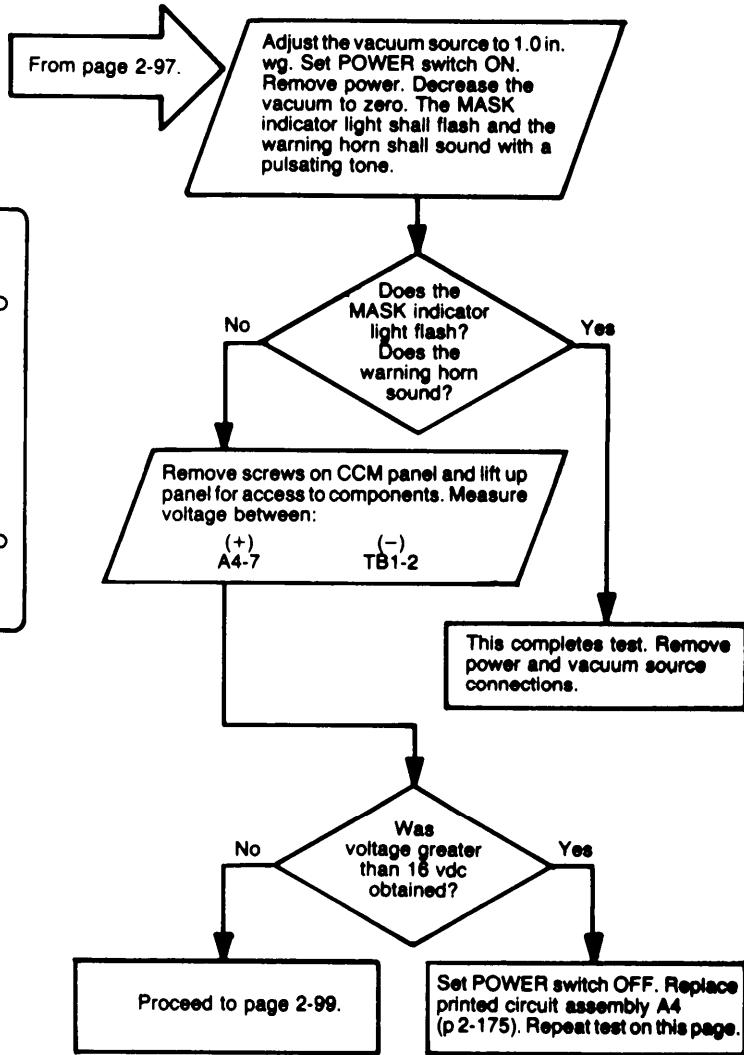 From page 2-97.
Adjust the vacuum source to 1.0 in.
wg. Set POWER switch ON.
Remove power. Decrease the
vacuum to zero. The MASK
indicator light shall flash and the
warning horn shall sound with a
pulsating tone.
Does the
MASK indicator
light flash?
Does the
warning horn
sound?
No
Yes
Remove screws on CCM panel and lift up
panel for access to components. Measure
voltage between:
(+) (−)
A4-7 TB1-2
This completes test. Remove
power and vacuum source
connections.
Was
voltage greater
than 16 vdc
obtained?
No
Yes
Proceed to page 2-99.
Set POWER switch OFF. Replace
printed circuit assembly A4
(p 2-175). Repeat test on this page.